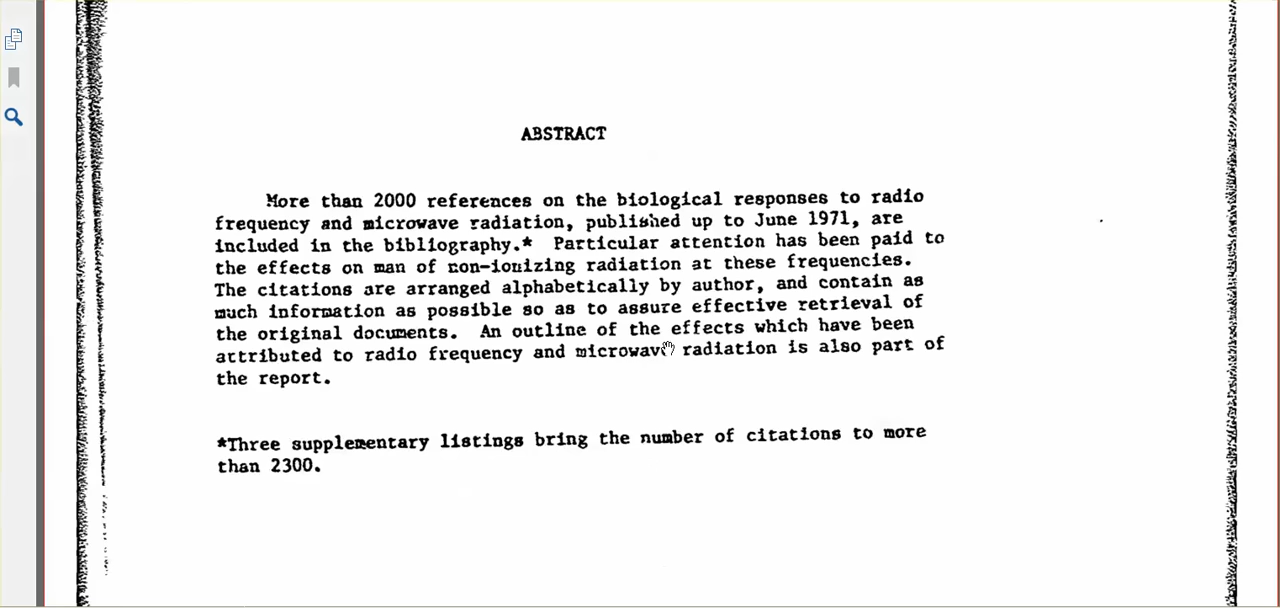 ABSTRACT
More than 2000 references on the biological responses to radio
frequency and microwave radiation, published up to June 1971, are
included in the bibliography.* Particular attention has been paid to
the effects on man of non-ionizing radiation at these frequencies.
The citations are arranged alphabetically by author, and contain as
much information as possible so as to assure effective retrieval of
the original documents. An outline of the effects which have been
attributed to radio frequency and microwave radiation is also part of
the report.
*Three supplementary listings bring the number of citations to more
than 2300.